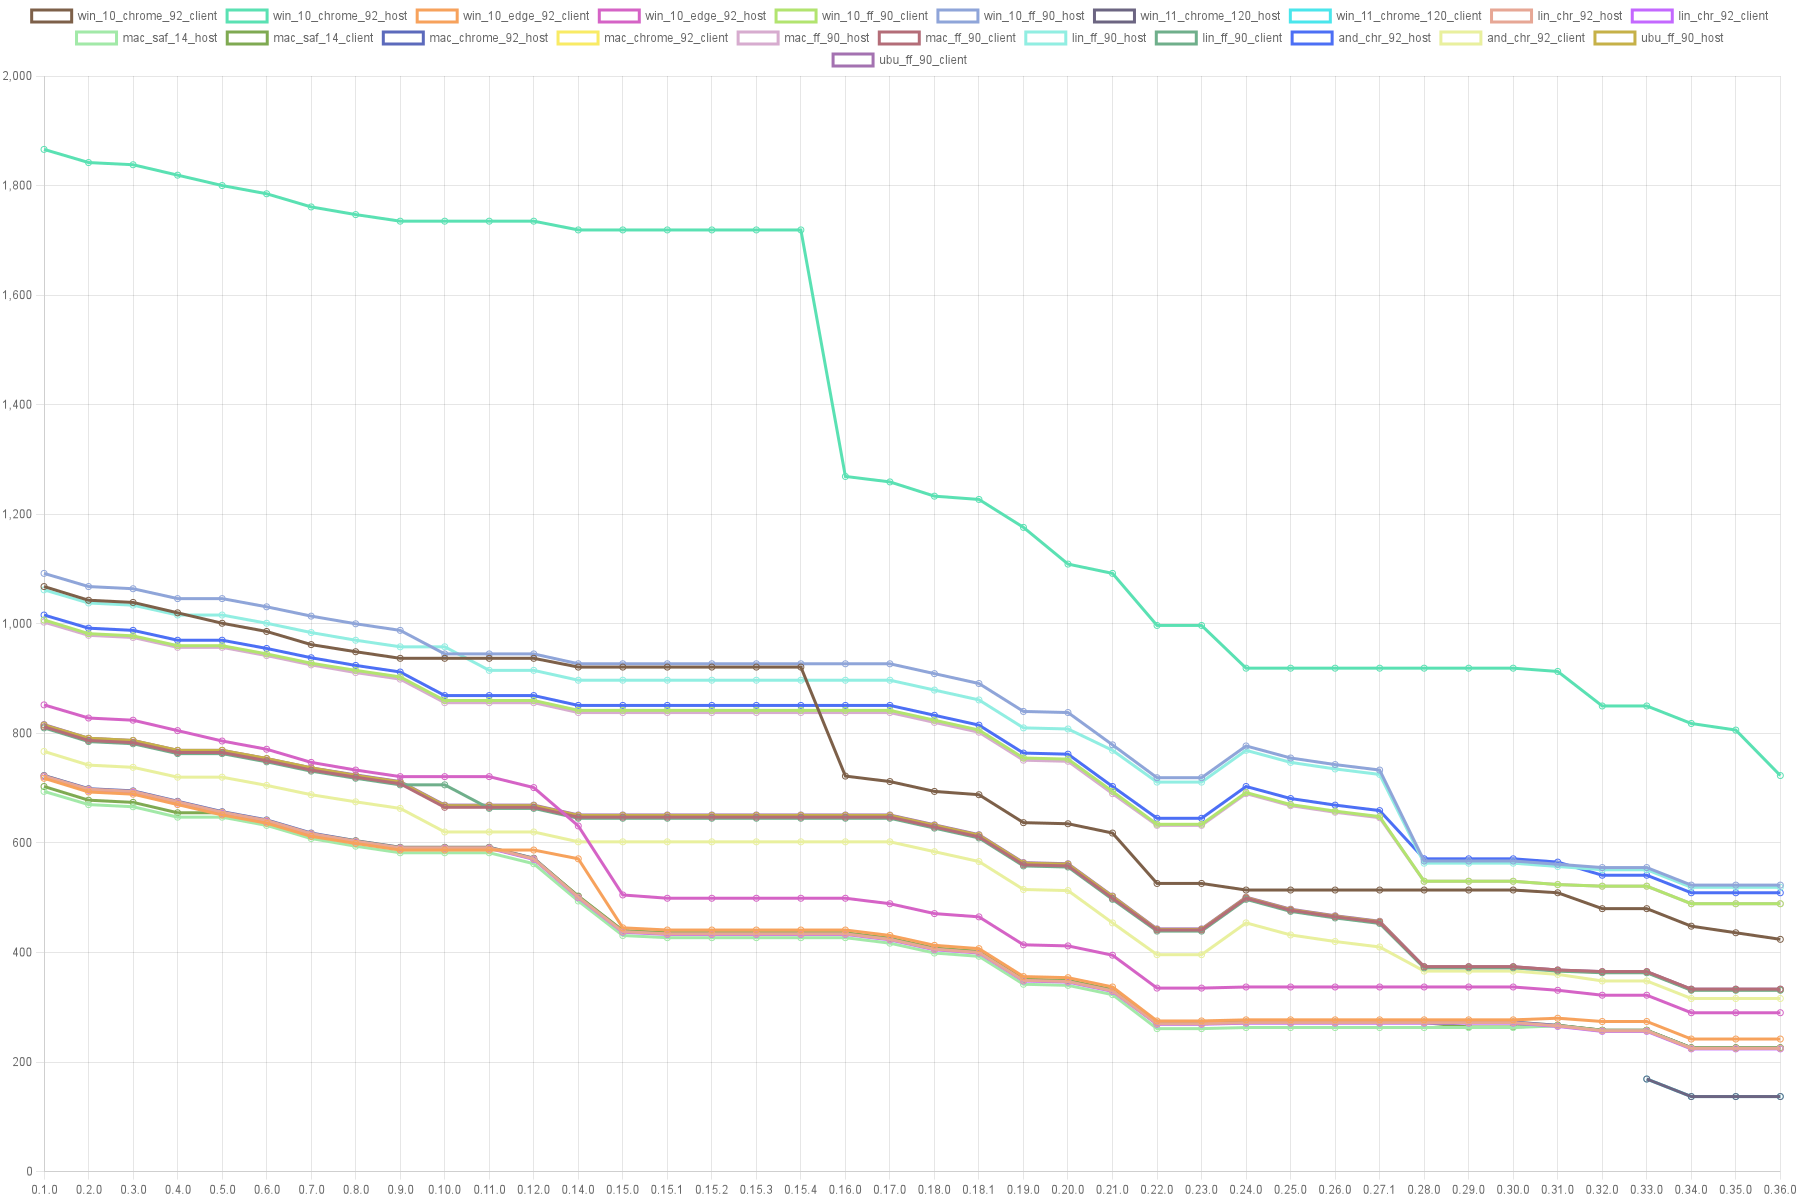 win_10_chrome_92_client win_10_chrome_92_host win_10_edge_92_client win_10_edge_92_host win_10_ff_90_client win_10_ff_90_host win_11_chrome_120_host win_11_chrome_120_client lin_chr_92_host lin_chr_92_client
mac_saf_14_host mac_saf_14_client mac_chrome_92_host mac_chrome_92_client mac_ff_90_host mac_ff_90_client lin_ff_90_host lin_ff_90_client and_chr_92_host and_chr_92_client ubu_ff_90_host
ubu_ff_90_client
2,000
1,800
1,600
1,400
1,200
1,000
800
600
400
200
0
0.1.0 0.2.0 0.3.0 0.4.0 0.5.0 0.6.0 0.7.0 0.8.0 0.9.0 0.10.0 0.11.0 0.12.0 0.14.0 0.15.0 0.15.1 0.15.2 0.15.3 0.15.4 0.16.0 0.17.0 0.18.0 0.18.1 0.19.0 0.20.0 0.21.0 0.22.0 0.23.0 0.24.0 0.25.0 0.26.0 0.27.1 0.28.0 0.29.0 0.30.0 0.31.0 0.32.0 0.33.0 0.34.0 0.35.0 0.36.0